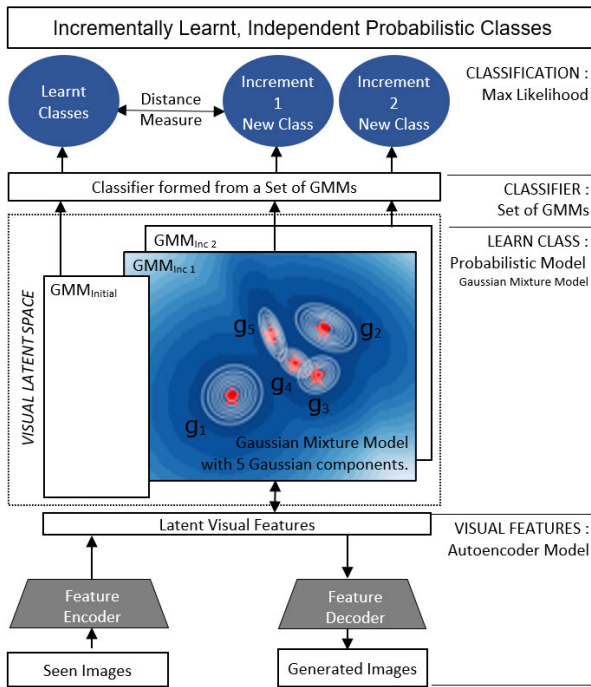 Incrementally Learnt, Independent Probabilistic Classes
Learnt
Classes
Distance
Measure
Increment
1
New Class
Increment
2
New Class
CLASSIFICATION :
Max Likelihood
Classifier formed from a Set of GMMs
CLASSIFIER :
Set of GMMs
VISUAL LATENT SPACE
GMMInitial
GMMInc 1
GMMInc 2
g5
g2
g4
g3
g1
Gaussian Mixture Model
with 5 Gaussian components.
LEARN CLASS :
Probabilistic Model
Gaussian Mixture Model
Latent Visual Features
VISUAL FEATURES :
Autoencoder Model
Feature
Encoder
Feature
Decoder
Seen Images
Generated Images